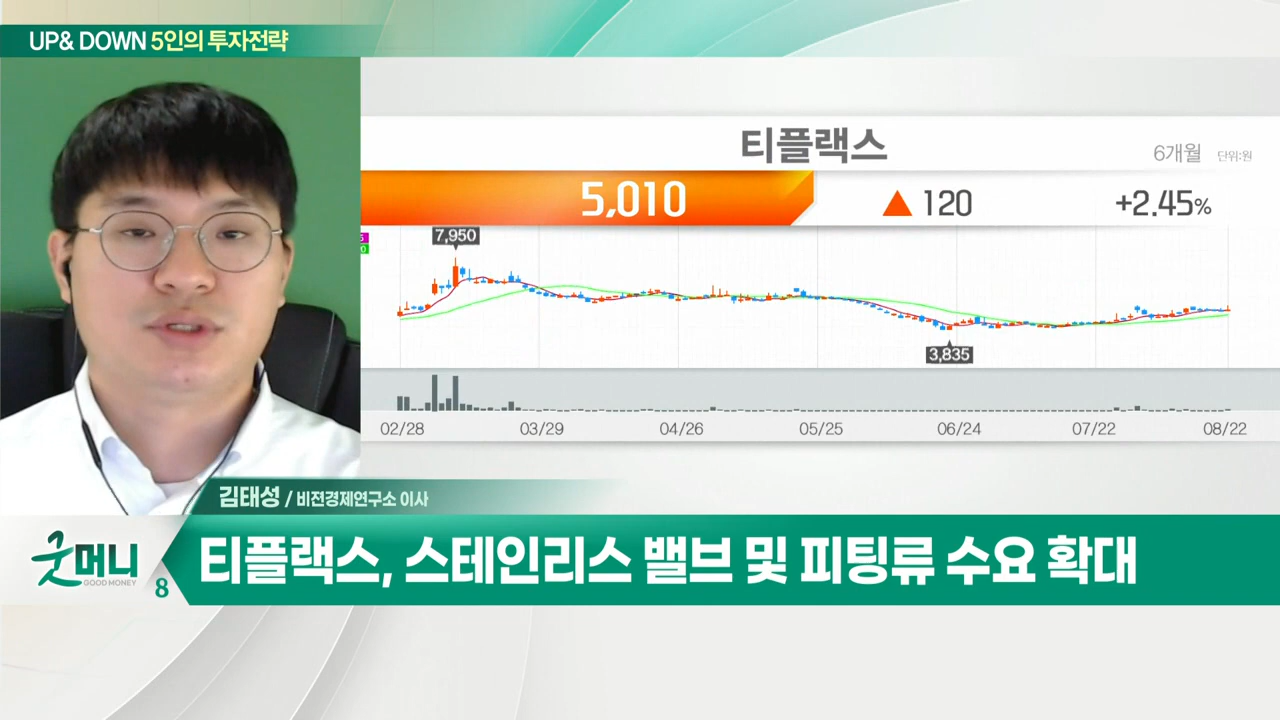 UP& DOWN 5인의 투자전략
티플랙스
6개월 단위:원
5,010 ▲ 120 +2.45%
7,950
3,835
02/28 03/29 04/26 05/25 06/24 07/22 08/22
김태성 / 비젼경제연구소 이사
굿머니
GOOD MONEY
8
티플랙스, 스테인리스 밸브 및 피팅류 수요 확대